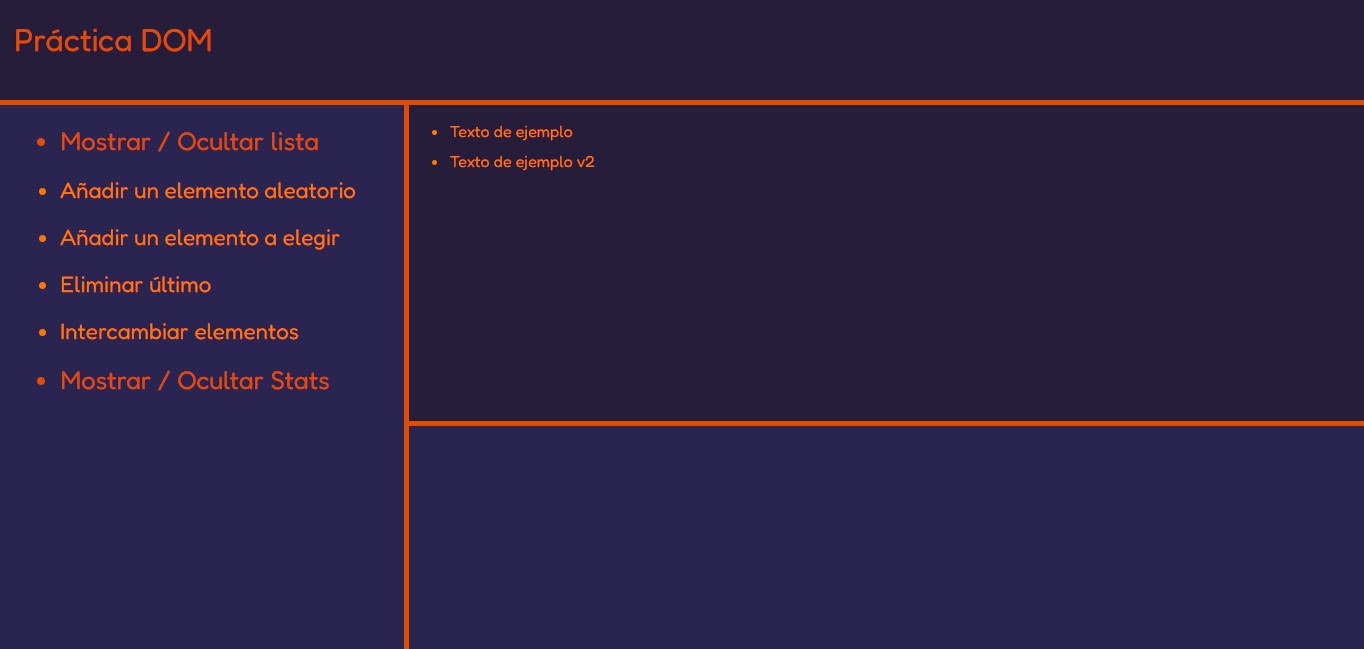 Práctica DOM
Mostrar / Ocultar lista
Añadir un elemento aleatorio
Añadir un elemento a elegir
Eliminar último
Intercambiar elementos
Mostrar / Ocultar Stats
Texto de ejemplo
Texto de ejemplo v2